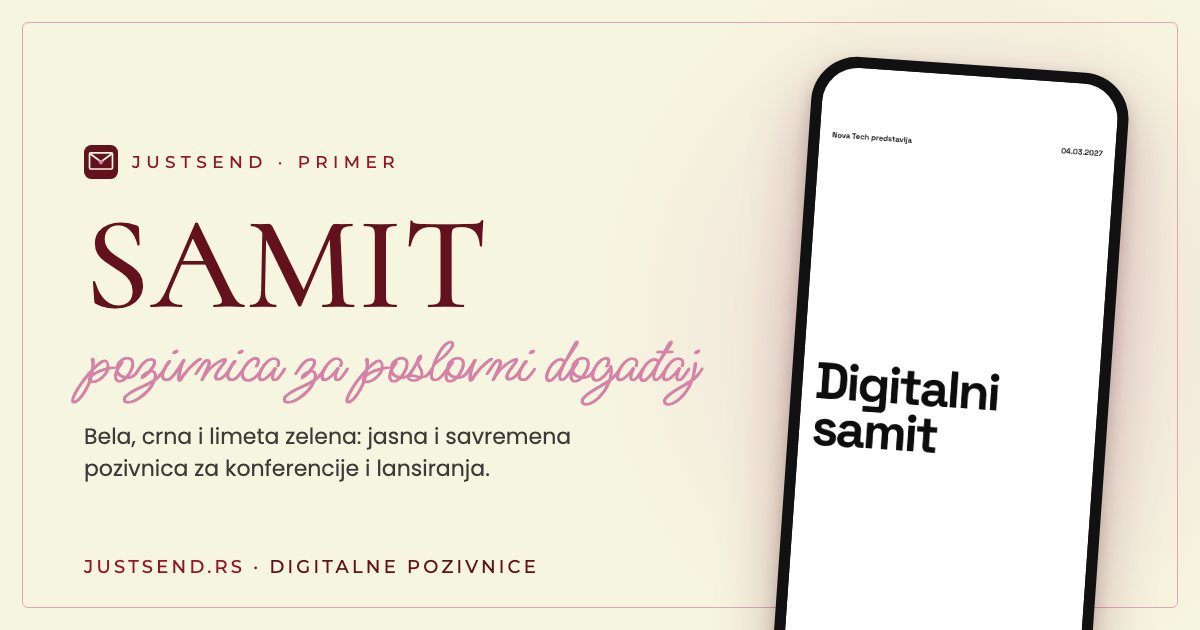 JUSTSEND · PRIMER
SAMIT
pozivnica za poslovni događaj
Bela, crna i limeta zelena: jasna i savremena
pozivnica za konferencije i lansiranja.
JUSTSEND.RS · DIGITALNE POZIVNICE
Nova Tech predstavlja
04.03.2027
Digitalni
samit